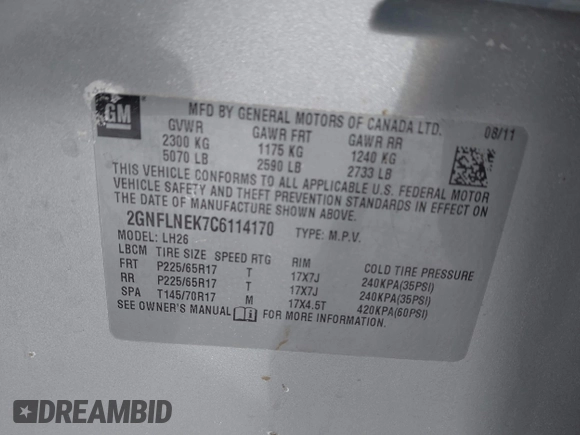 GM
MFD BY GENERAL MOTORS OF CANADA LTD.
08/11
GVWR GAWR FRT GAWR RR
2300 KG 1175 KG 1240 KG
5070 LB 2590 LB 2733 LB
THIS VEHICLE CONFORMS TO ALL APPLICABLE U.S. FEDERAL MOTOR
VEHICLE SAFETY AND THEFT PREVENTION STANDARDS IN EFFECT ON
THE DATE OF MANUFACTURE SHOWN ABOVE.
2GNFLNEK7C6114170 TYPE: M.P.V.
MODEL: LH26
LBCM TIRE SIZE SPEED RTG RIM COLD TIRE PRESSURE
FRT P225/65R17 T 17X7J 240KPA(35PSI)
RR P225/65R17 T 17X7J 240KPA(35PSI)
SPA T145/70R17 M 17X4.5T 420KPA(60PSI)
SEE OWNER'S MANUAL FOR MORE INFORMATION.
DREAMBID